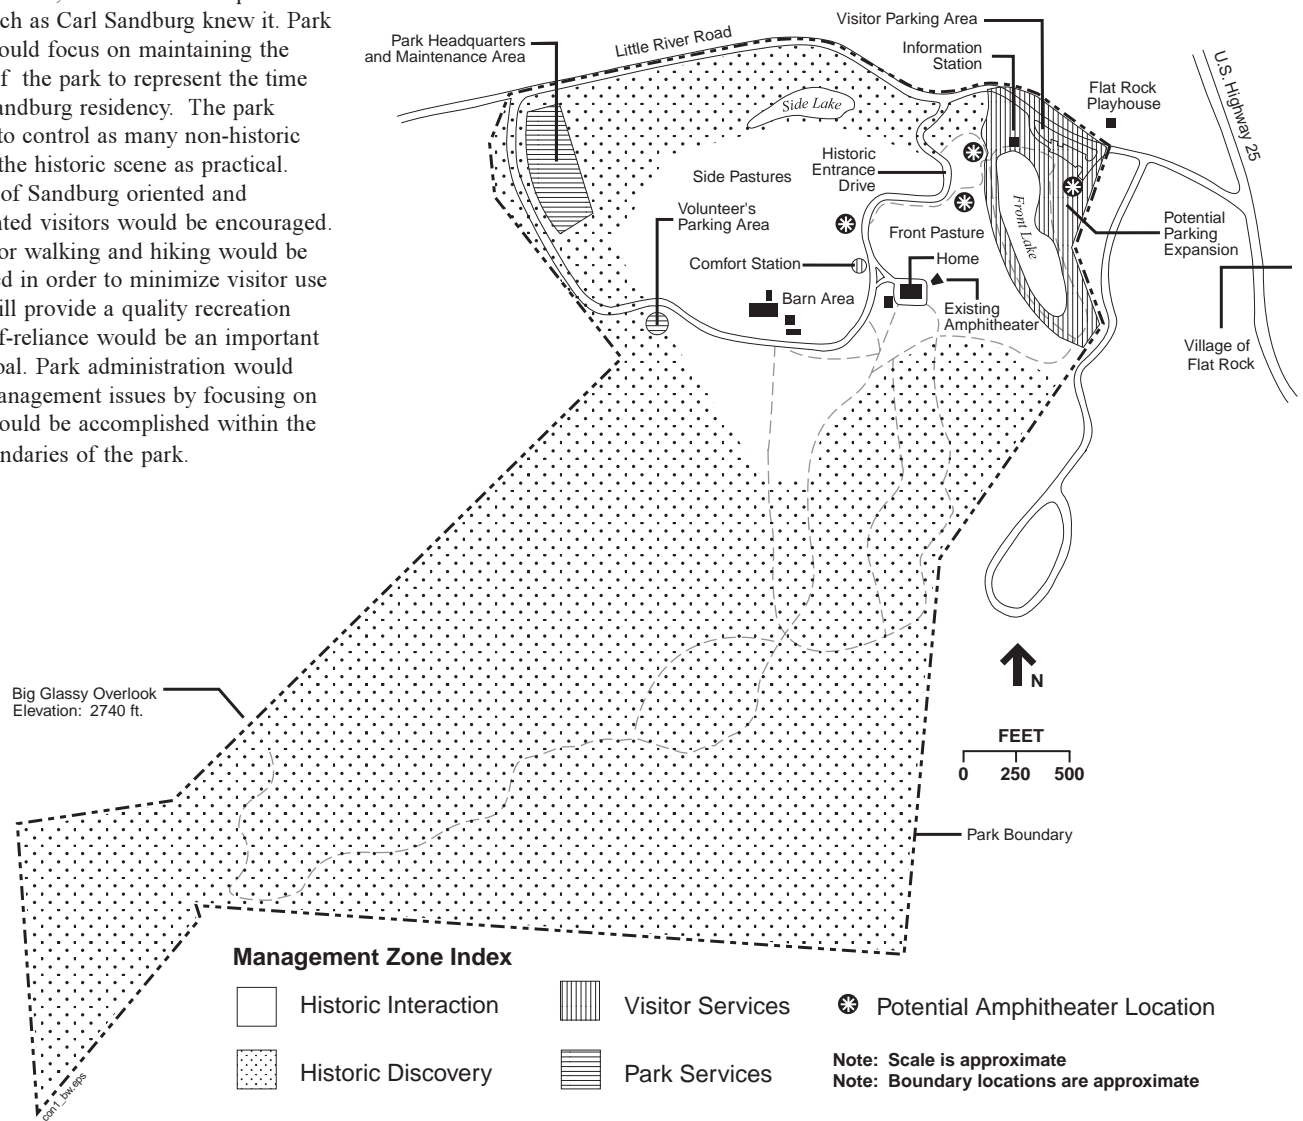 ch as Carl Sandburg knew it. Park
ould focus on maintaining the
f the park to represent the time
andburg residency. The park
to control as many non-historic
the historic scene as practical.
of Sandburg oriented and
nted visitors would be encouraged.
or walking and hiking would be
d in order to minimize visitor use
ill provide a quality recreation
f-reliance would be an important
oal. Park administration would
anagement issues by focusing on
ould be accomplished within the
ndaries of the park.
Park Headquarters
and Maintenance Area
Little River Road
Visitor Parking Area
Information
Station
Flat Rock
Playhouse
U.S. Highway 25
Side Lake
Historic
Entrance
Drive
Side Pastures
Volunteer's
Parking Area
Front Pasture
Front Lake
Potential
Parking
Expansion
Comfort Station
Home
Barn Area
Existing
Amphitheater
Village of
Flat Rock
Big Glassy Overlook
Elevation: 2740 ft.
N
FEET
0 250 500
Park Boundary
Management Zone Index
Historic Interaction
Visitor Services
Potential Amphitheater Location
Historic Discovery
Park Services
Note: Scale is approximate
Note: Boundary locations are approximate
con1_bw.eps